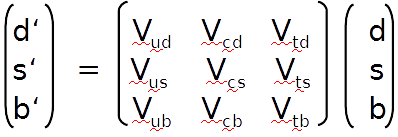 d‘ V_ud V_cd V_td d
s‘ = V_us V_cs V_ts s
b‘ V_ub V_cb V_tb b